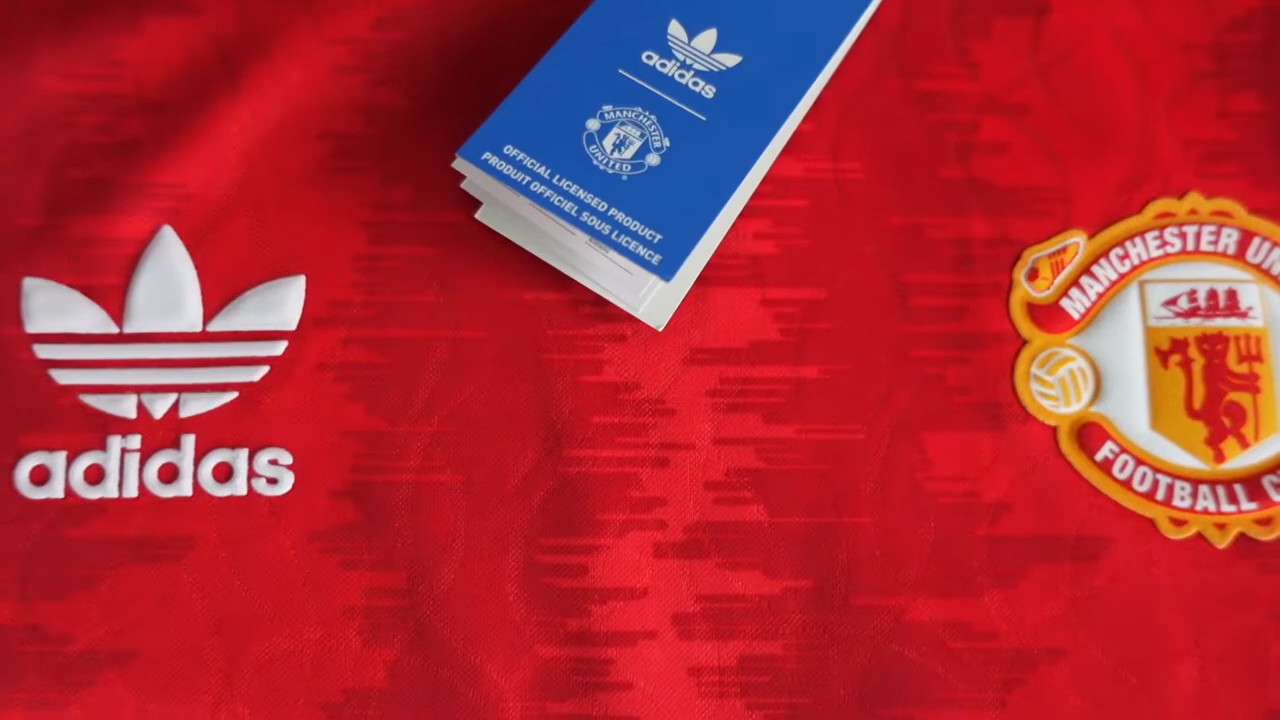 adidas
MANCHESTER
UNITED
OFFICIAL LICENSED PRODUCT
PRODUIT OFFICIEL SOUS LICENCE
adidas
MANCHESTER UN
FOOTBALL C